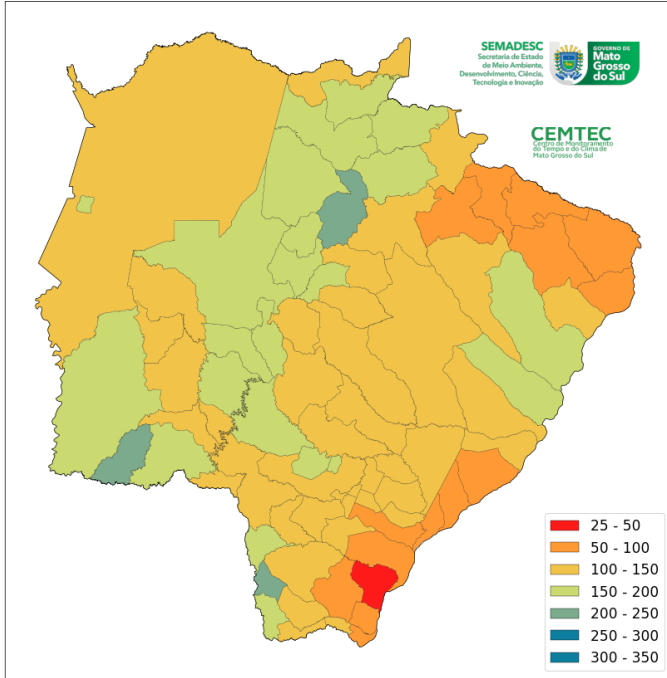 SEMADESC
Secretaria de Estado
de Meio Ambiente,
Desenvolvimento, Ciência,
Tecnologia e Inovação
GOVERNO DE
Mato
Grosso
do Sul
CEMTEC
Centro de Monitoramento
do Tempo e do Clima de
Mato Grosso do Sul
25 - 50
50 - 100
100 - 150
150 - 200
200 - 250
250 - 300
300 - 350